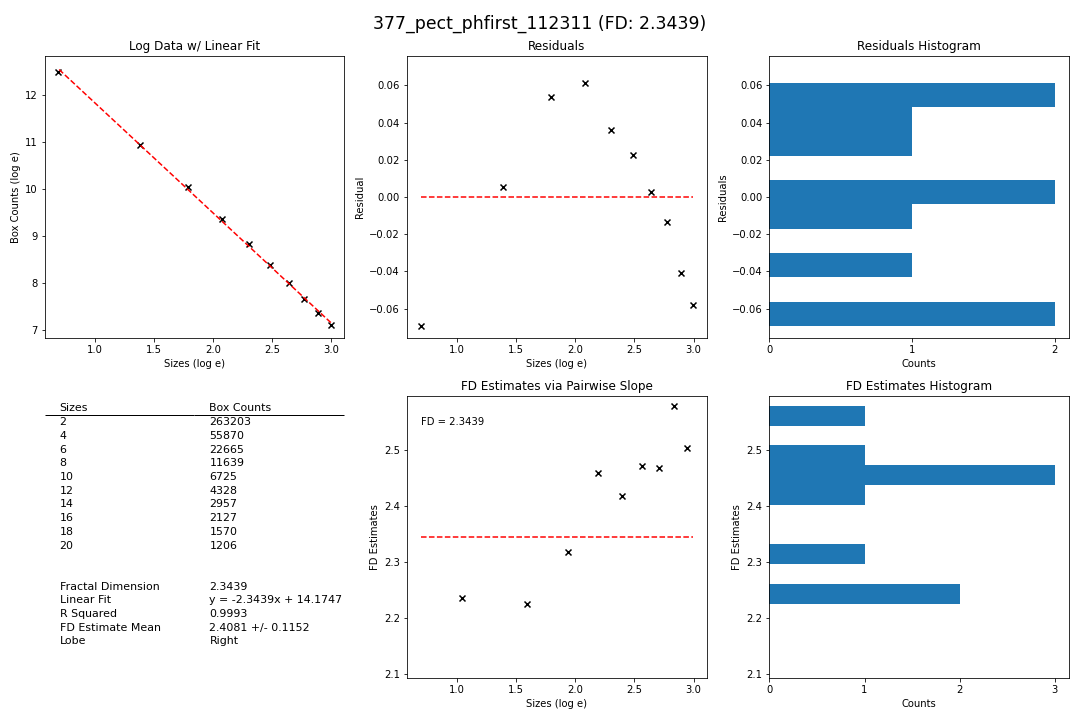 377_pect_phfirst_112311 (FD: 2.3439)
Log Data w/ Linear Fit
Box Counts (log e)
12
11
10
9
8
7
1.0 1.5 2.0 2.5 3.0
Sizes (log e)
Residuals
Residual
0.06
0.04
0.02
0.00
−0.02
−0.04
−0.06
1.0 1.5 2.0 2.5 3.0
Sizes (log e)
Residuals Histogram
Residuals
0.06
0.04
0.02
0.00
−0.02
−0.04
−0.06
0 1 2
Counts
Sizes Box Counts
2 263203
4 55870
6 22665
8 11639
10 6725
12 4328
14 2957
16 2127
18 1570
20 1206
Fractal Dimension 2.3439
Linear Fit y = -2.3439x + 14.1747
R Squared 0.9993
FD Estimate Mean 2.4081 +/- 0.1152
Lobe Right
FD Estimates via Pairwise Slope
FD = 2.3439
FD Estimates
2.5
2.4
2.3
2.2
2.1
1.0 1.5 2.0 2.5 3.0
Sizes (log e)
FD Estimates Histogram
FD Estimates
2.5
2.4
2.3
2.2
2.1
0 1 2 3
Counts